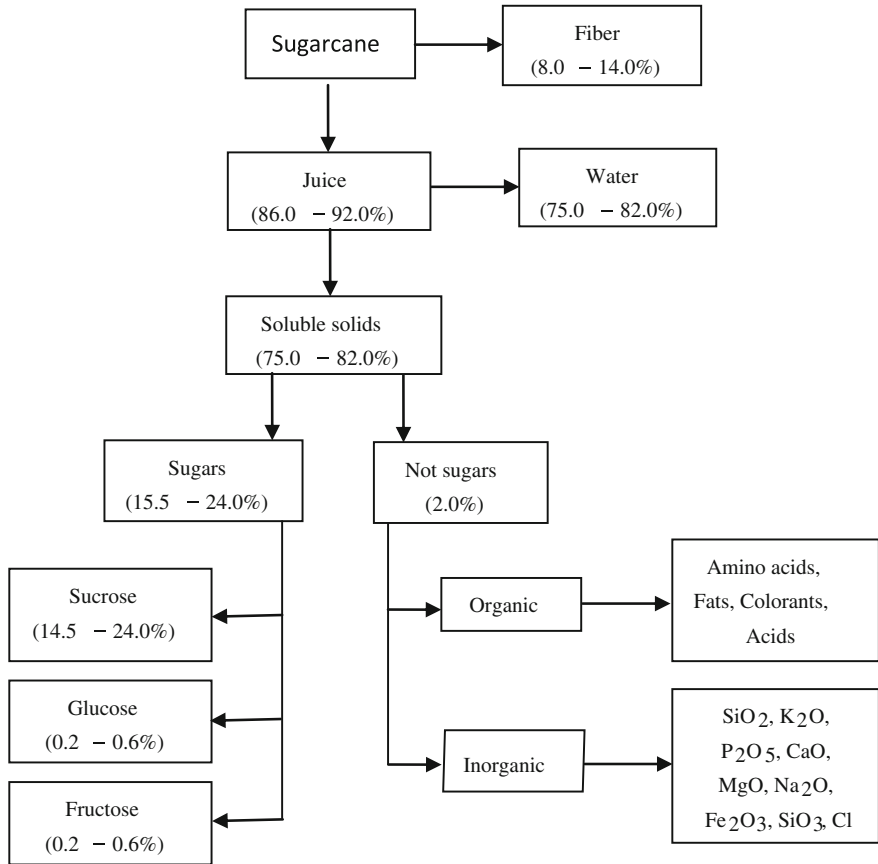 Sugarcane
Fiber
(8.0 – 14.0%)
Juice
(86.0 – 92.0%)
Water
(75.0 – 82.0%)
Soluble solids
(75.0 – 82.0%)
Sugars
(15.5 – 24.0%)
Not sugars
(2.0%)
Sucrose
(14.5 – 24.0%)
Glucose
(0.2 – 0.6%)
Fructose
(0.2 – 0.6%)
Organic
Amino acids,
Fats, Colorants,
Acids
Inorganic
SiO2, K2O,
P2O5, CaO,
MgO, Na2O,
Fe2O3, SiO3, Cl